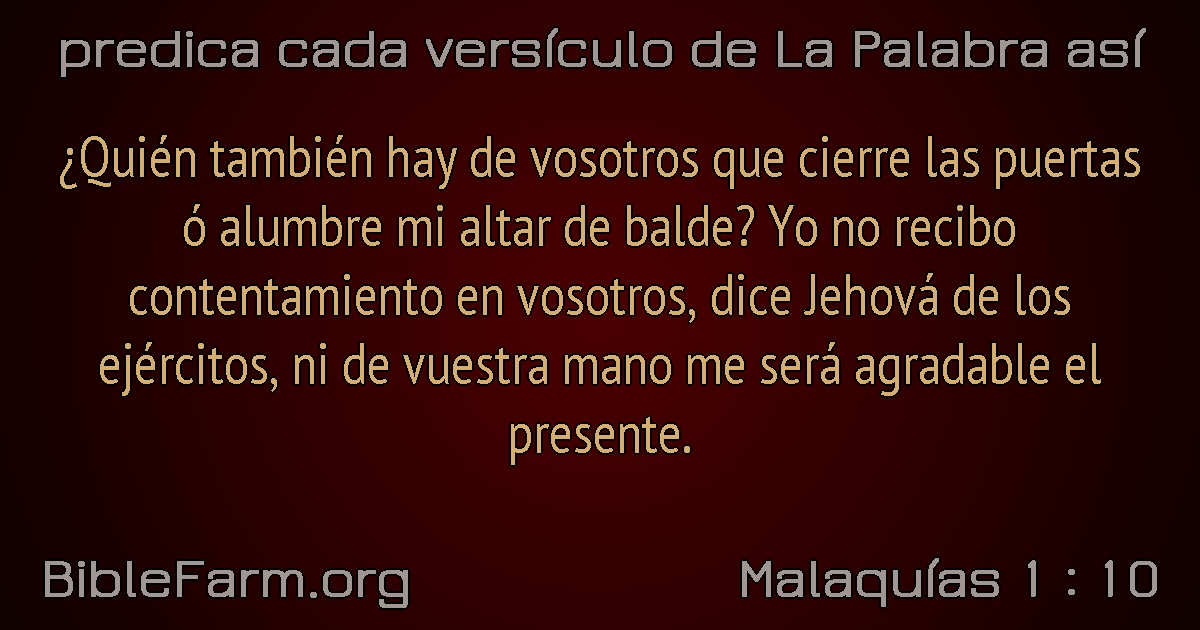 predica cada versículo de La Palabra así
¿Quién también hay de vosotros que cierre las puertas
ó alumbre mi altar de balde? Yo no recibo
contentamiento en vosotros, dice Jehová de los
ejércitos, ni de vuestra mano me será agradable el
presente.
BibleFarm.org
Malaquías 1 : 10